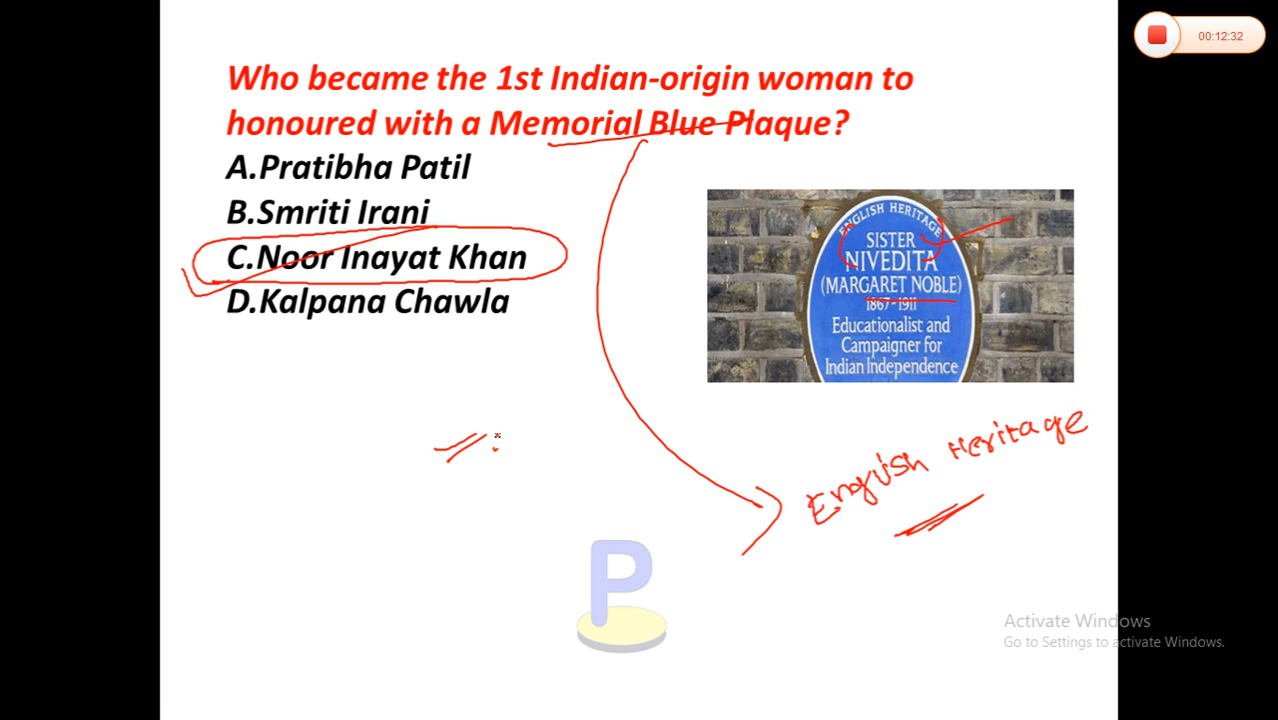 00:12:32
Who became the 1st Indian-origin woman to
honoured with a Memorial Blue Plaque?
A.Pratibha Patil
B.Smriti Irani
C.Noor Inayat Khan
D.Kalpana Chawla
ENGLISH HERITAGE
SISTER
NIVEDITA
(MARGARET NOBLE)
1867-1911
Educationalist and
Campaigner for
Indian Independence
English Heritage
P
Activate Windows
Go to Settings to activate Windows.